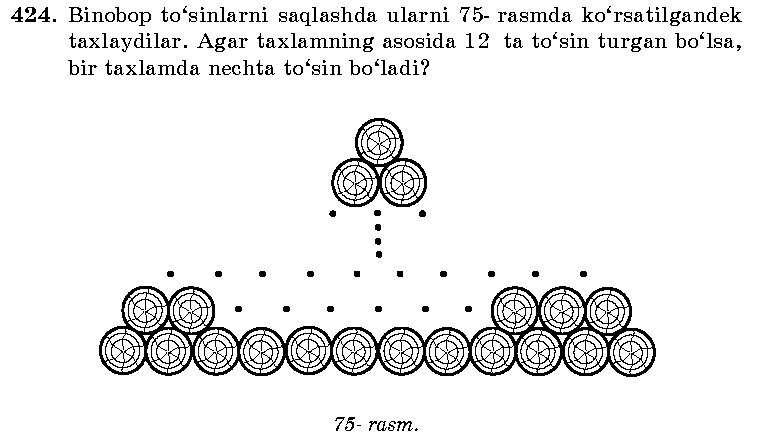 424. Binobop to‘sinlarni saqlashda ularni 75- rasmda ko‘rsatilgandek
taxlaydilar. Agar taxlamning asosida 12 ta to‘sin turgan bo‘lsa,
bir taxlamda nechta to‘sin bo‘ladi?
75- rasm.